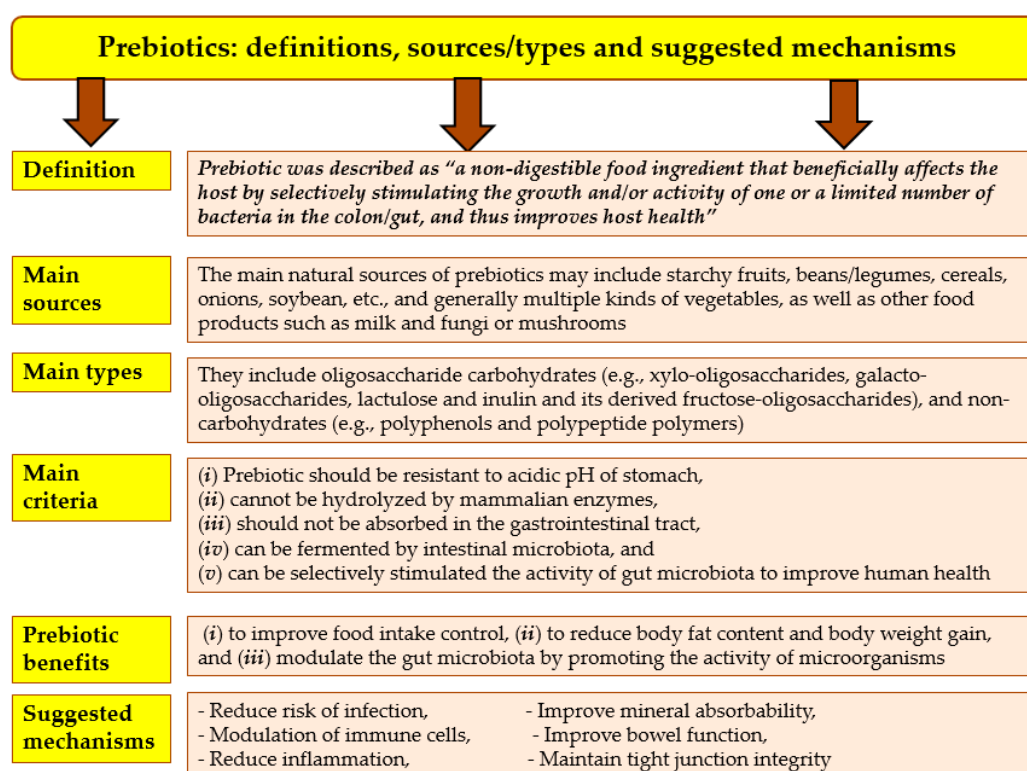 Prebiotics: definitions, sources/types and suggested mechanisms
Definition
Prebiotic was described as “a non-digestible food ingredient that beneficially affects the
host by selectively stimulating the growth and/or activity of one or a limited number of
bacteria in the colon/gut, and thus improves host health”
Main
sources
The main natural sources of prebiotics may include starchy fruits, beans/legumes, cereals,
onions, soybean, etc., and generally multiple kinds of vegetables, as well as other food
products such as milk and fungi or mushrooms
Main types
They include oligosaccharide carbohydrates (e.g., xylo-oligosaccharides, galacto-
oligosaccharides, lactulose and inulin and its derived fructose-oligosaccharides), and non-
carbohydrates (e.g., polyphenols and polypeptide polymers)
Main
criteria
(i) Prebiotic should be resistant to acidic pH of stomach,
(ii) cannot be hydrolyzed by mammalian enzymes,
(iii) should not be absorbed in the gastrointestinal tract,
(iv) can be fermented by intestinal microbiota, and
(v) can be selectively stimulated the activity of gut microbiota to improve human health
Prebiotic
benefits
(i) to improve food intake control, (ii) to reduce body fat content and body weight gain,
and (iii) modulate the gut microbiota by promoting the activity of microorganisms
Suggested
mechanisms
- Reduce risk of infection, - Improve mineral absorbability,
- Modulation of immune cells, - Improve bowel function,
- Reduce inflammation, - Maintain tight junction integrity